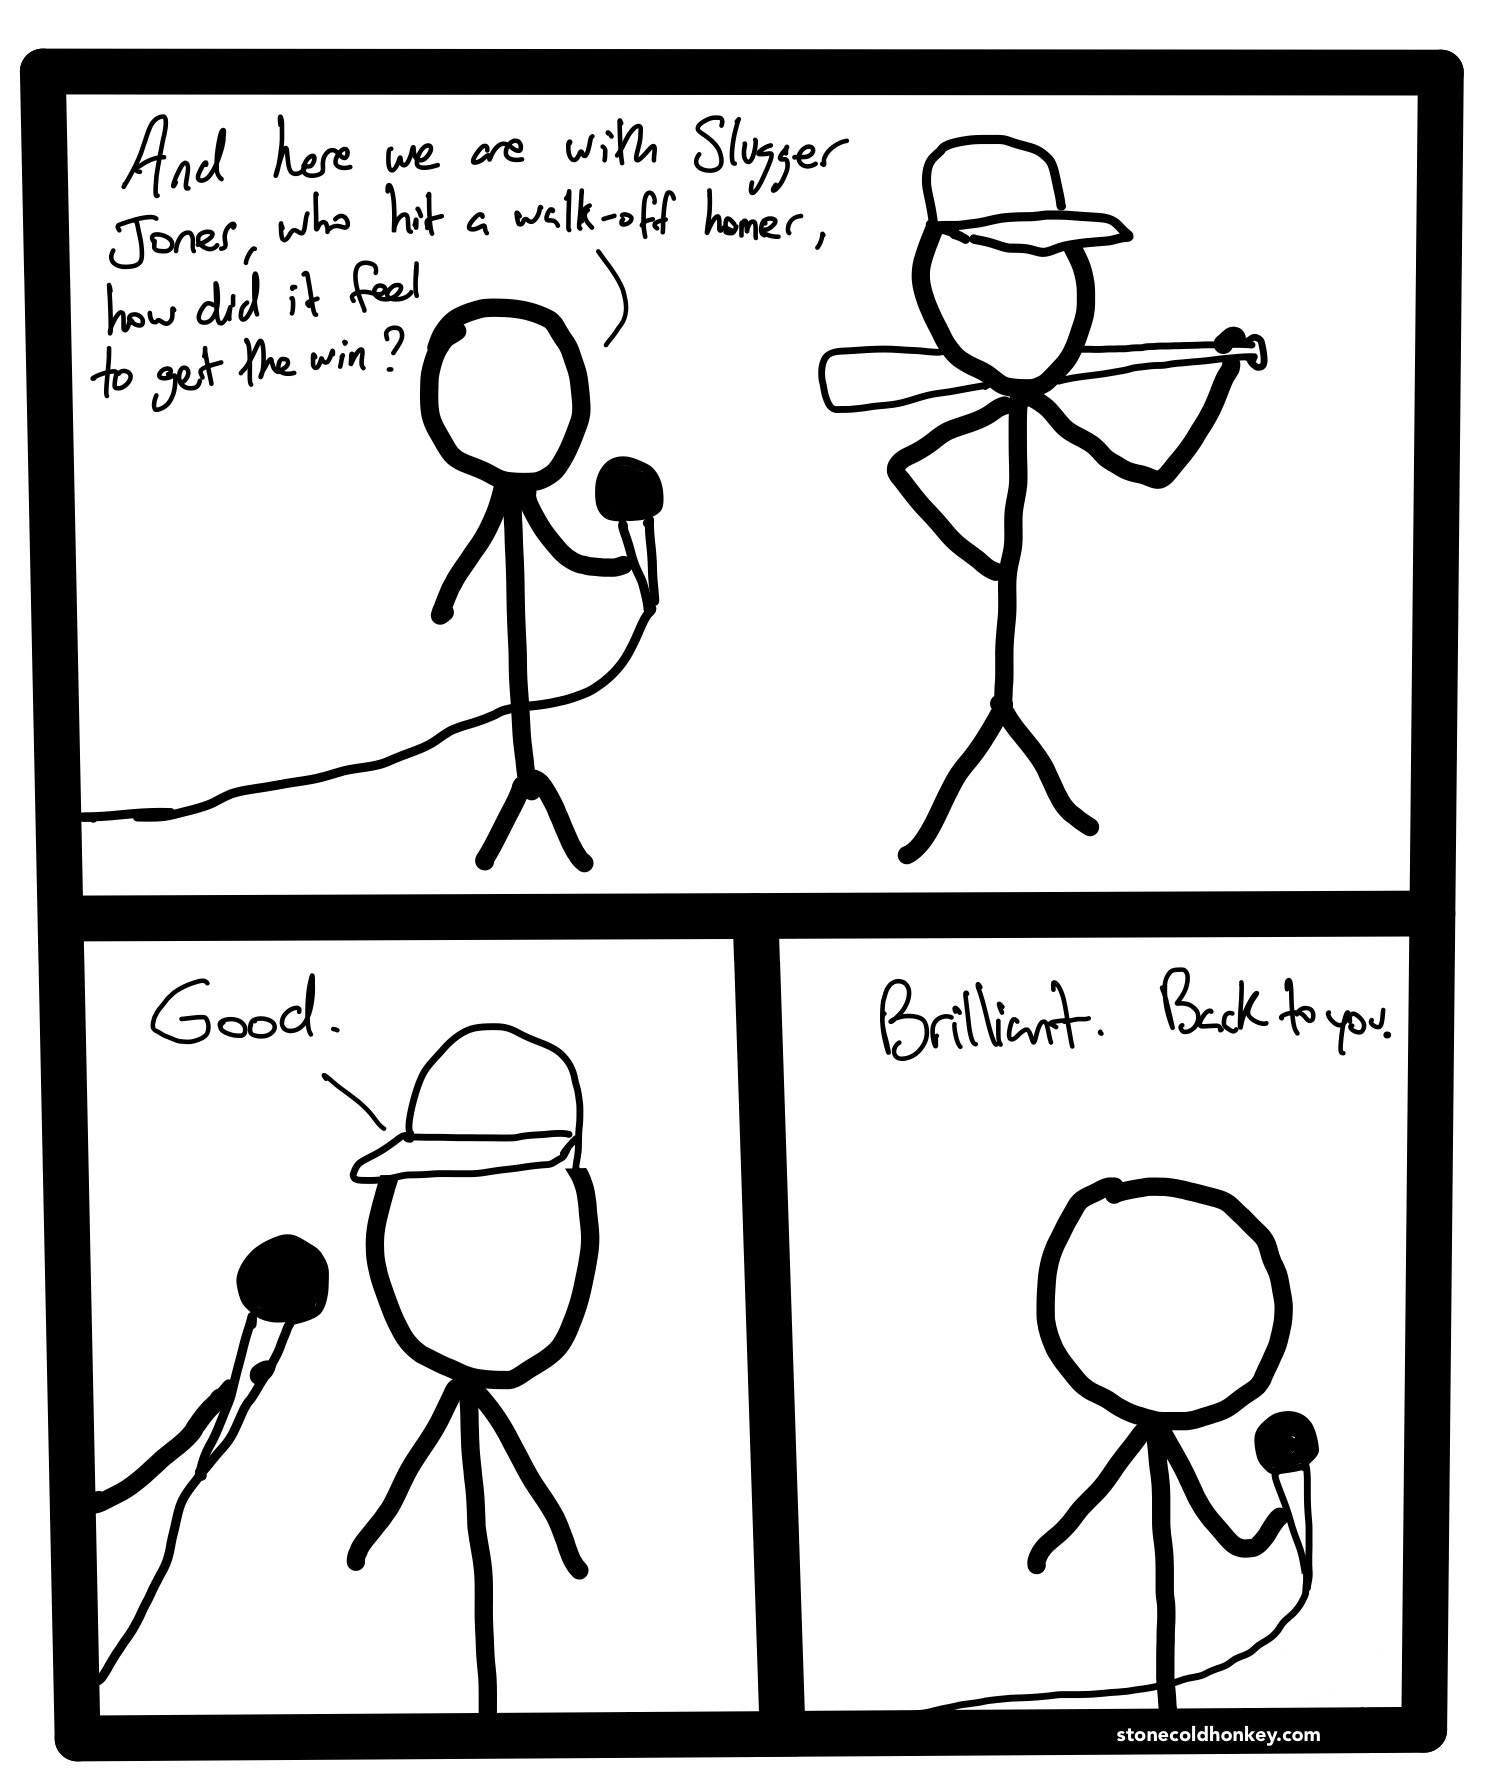 And here we are with Slugger
Jones, who hit a walk-off homer,
how did it feel
to get the win?
Good.
Brilliant. Back to you.
stonecoldhonkey.com